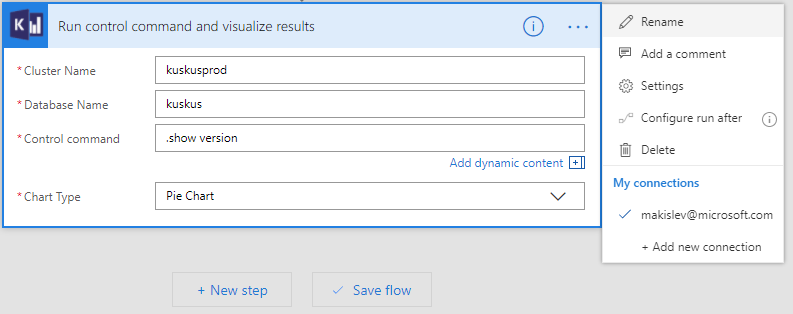 K
Run control command and visualize results
i
...
* Cluster Name
kuskusprod
* Database Name
kuskus
* Control command
.show version
Add dynamic content
* Chart Type
Pie Chart
+ New step
Save flow
Rename
Add a comment
Settings
Configure run after
i
Delete
My connections
makislev@microsoft.com
+ Add new connection